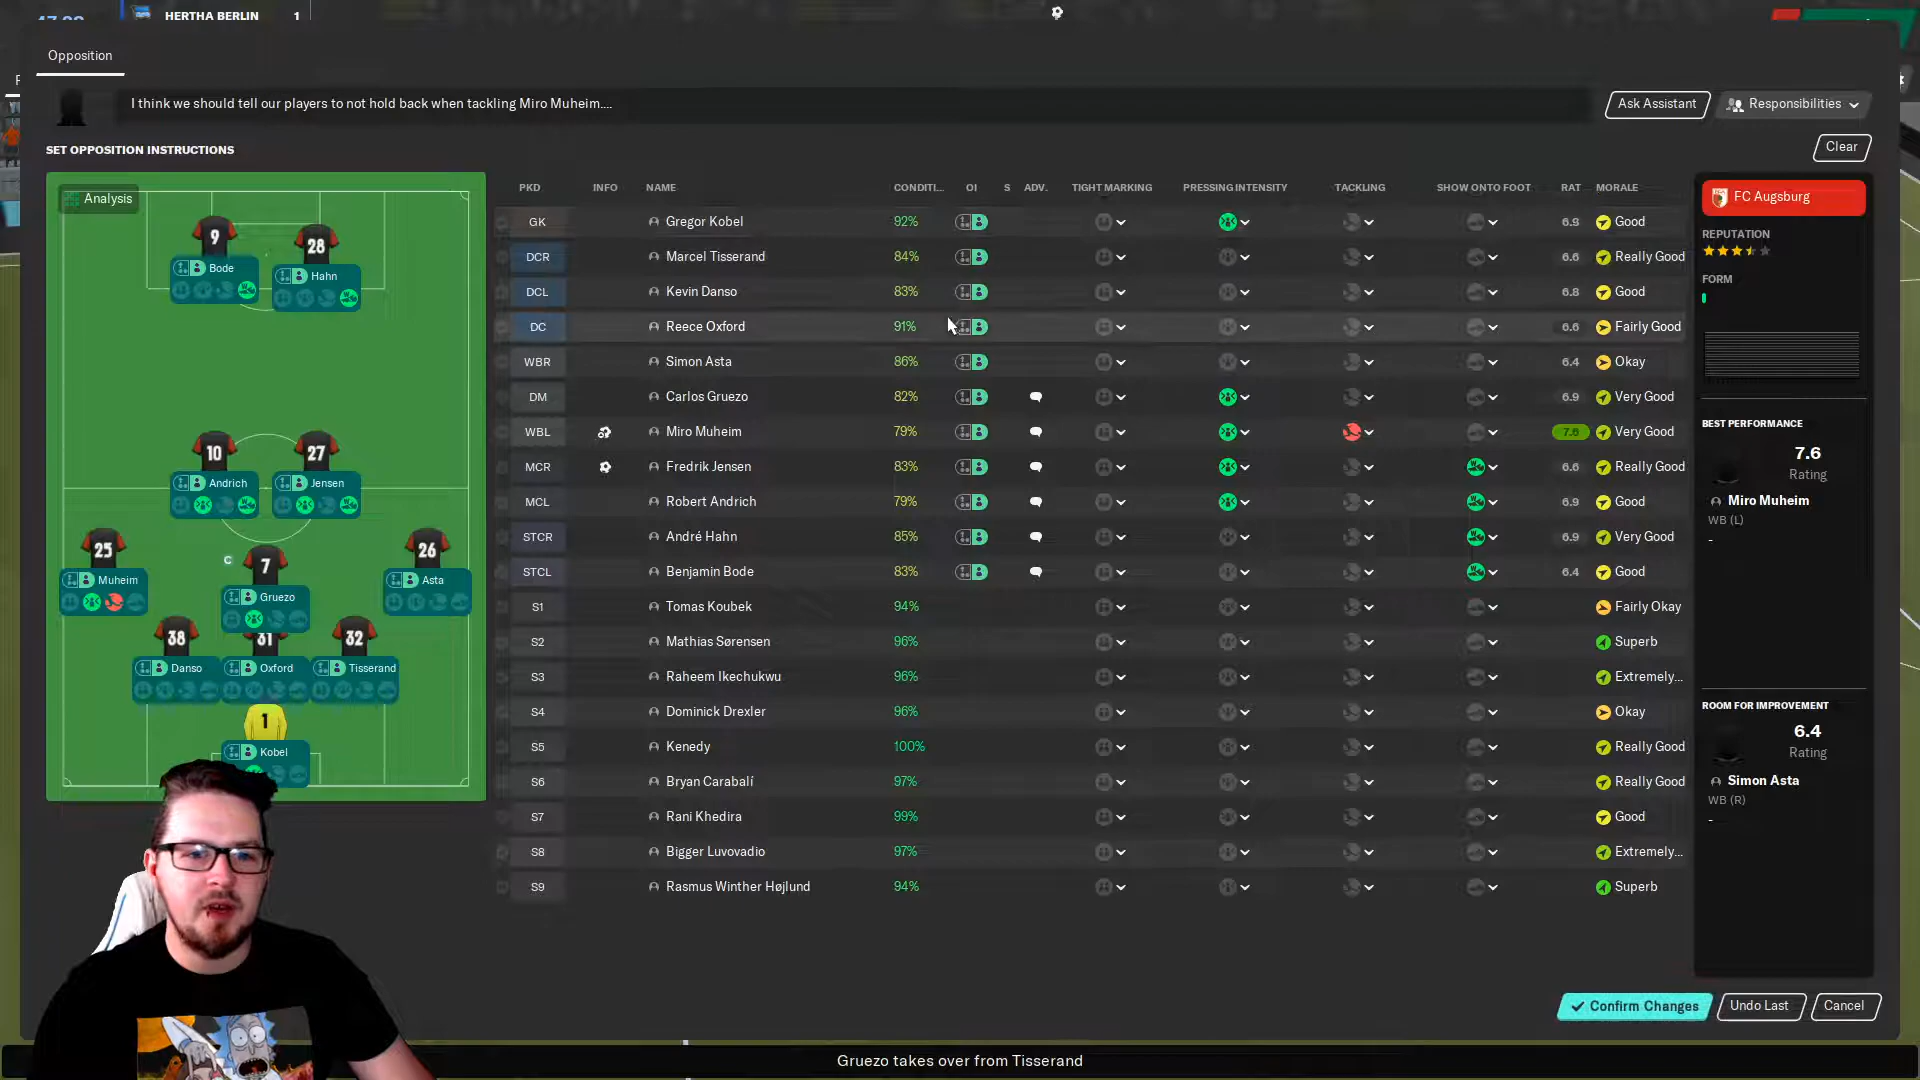 HERTHA BERLIN 1
Opposition
I think we should tell our players to not hold back when tackling Miro Muheim....
Ask Assistant
Responsibilities
SET OPPOSITION INSTRUCTIONS
Clear
Analysis
9
Bode
28
Hahn
10
Andrich
27
Jensen
25
Muheim
C
7
Gruezo
26
Asta
38
Danso
31
Oxford
32
Tisserand
1
Kobel
PKD INFO NAME CONDITI... OI S ADV. TIGHT MARKING PRESSING INTENSITY TACKLING SHOW ONTO FOOT RAT MORALE
GK Gregor Kobel 92% 6.9 Good
DCR Marcel Tisserand 84% 6.6 Really Good
DCL Kevin Danso 83% 6.8 Good
DC Reece Oxford 91% 6.6 Fairly Good
WBR Simon Asta 86% 6.4 Okay
DM Carlos Gruezo 82% 6.9 Very Good
WBL Miro Muheim 79% 7.6 Very Good
MCR Fredrik Jensen 83% 6.6 Really Good
MCL Robert Andrich 79% 6.9 Good
STCR André Hahn 85% 6.9 Very Good
STCL Benjamin Bode 83% 6.4 Good
S1 Tomas Koubek 94% Fairly Okay
S2 Mathias Sørensen 96% Superb
S3 Raheem Ikechukwu 96% Extremely...
S4 Dominick Drexler 96% Okay
S5 Kenedy 100% Really Good
S6 Bryan Carabalí 97% Really Good
S7 Rani Khedira 99% Good
S8 Bigger Luvovadio 97% Extremely...
S9 Rasmus Winther Højlund 94% Superb
FC Augsburg
REPUTATION
FORM
BEST PERFORMANCE
7.6
Rating
Miro Muheim
WB (L)
-
ROOM FOR IMPROVEMENT
6.4
Rating
Simon Asta
WB (R)
-
Confirm Changes
Undo Last
Cancel
Gruezo takes over from Tisserand